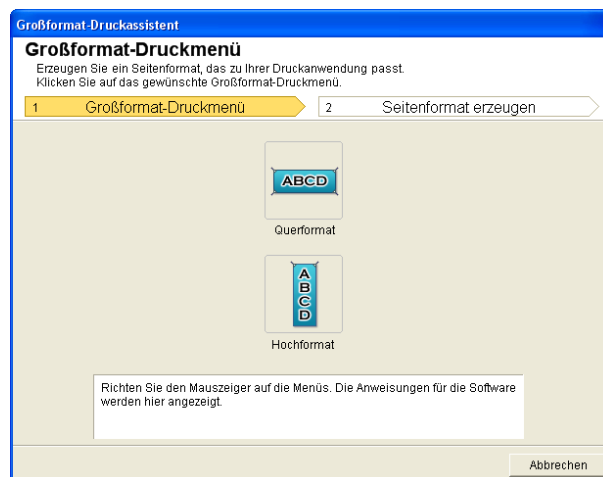 Großformat-Druckassistent
Großformat-Druckmenü
Erzeugen Sie ein Seitenformat, das zu Ihrer Druckanwendung passt.
Klicken Sie auf das gewünschte Großformat-Druckmenü.
1 Großformat-Druckmenü 2 Seitenformat erzeugen
ABCD
Querformat
A
B
C
D
Hochformat
Richten Sie den Mauszeiger auf die Menüs. Die Anweisungen für die Software
werden hier angezeigt.
Abbrechen